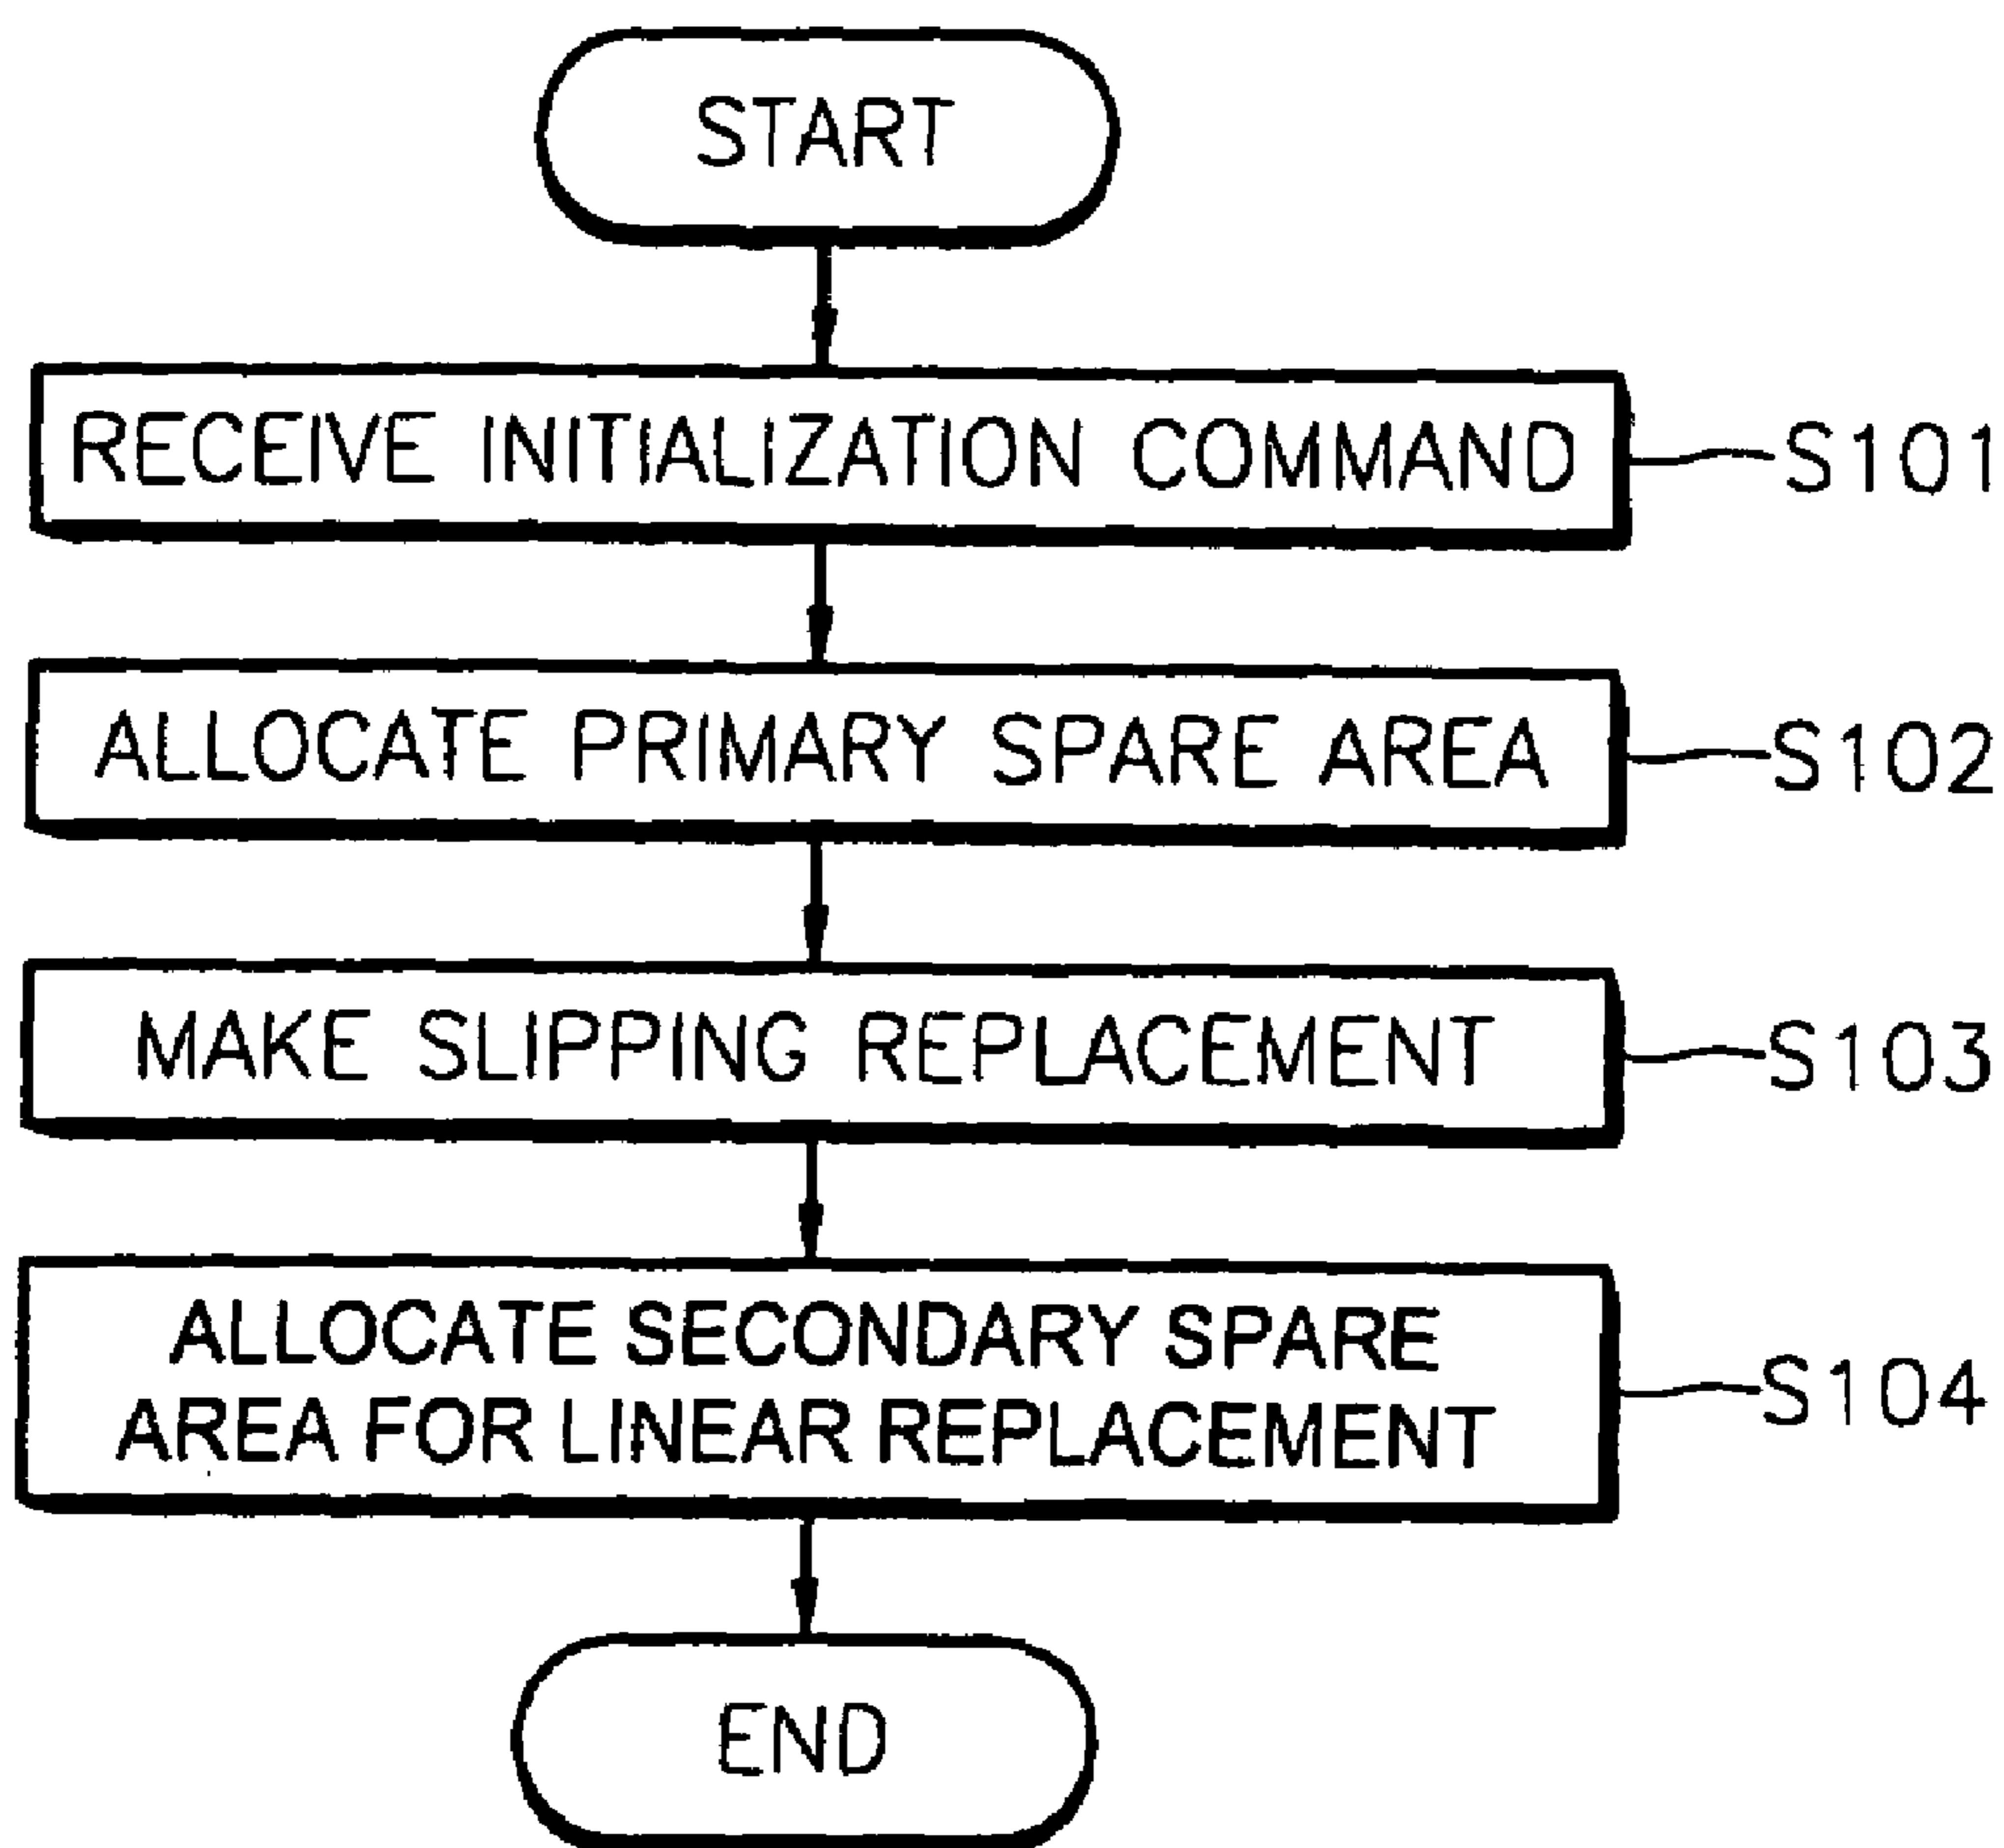 START
RECEIVE INITIALIZATION COMMAND
S101
ALLOCATE PRIMARY SPARE AREA
S102
MAKE SLIPPING REPLACEMENT
S103
ALLOCATE SECONDARY SPARE
AREA FOR LINEAR REPLACEMENT
S104
END